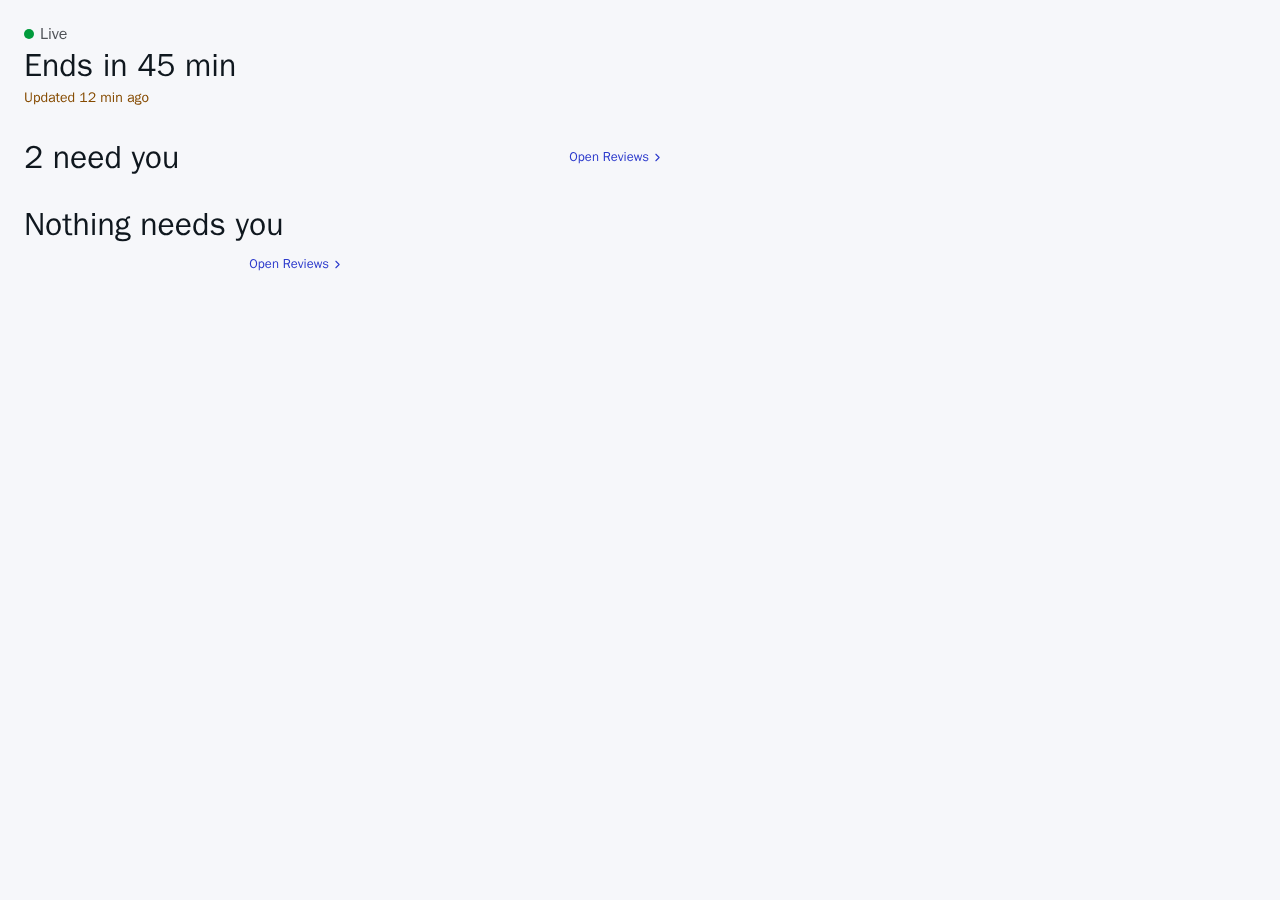 Live
Ends in 45 min
Updated 12 min ago
2 need you
Open Reviews
Nothing needs you
Open Reviews